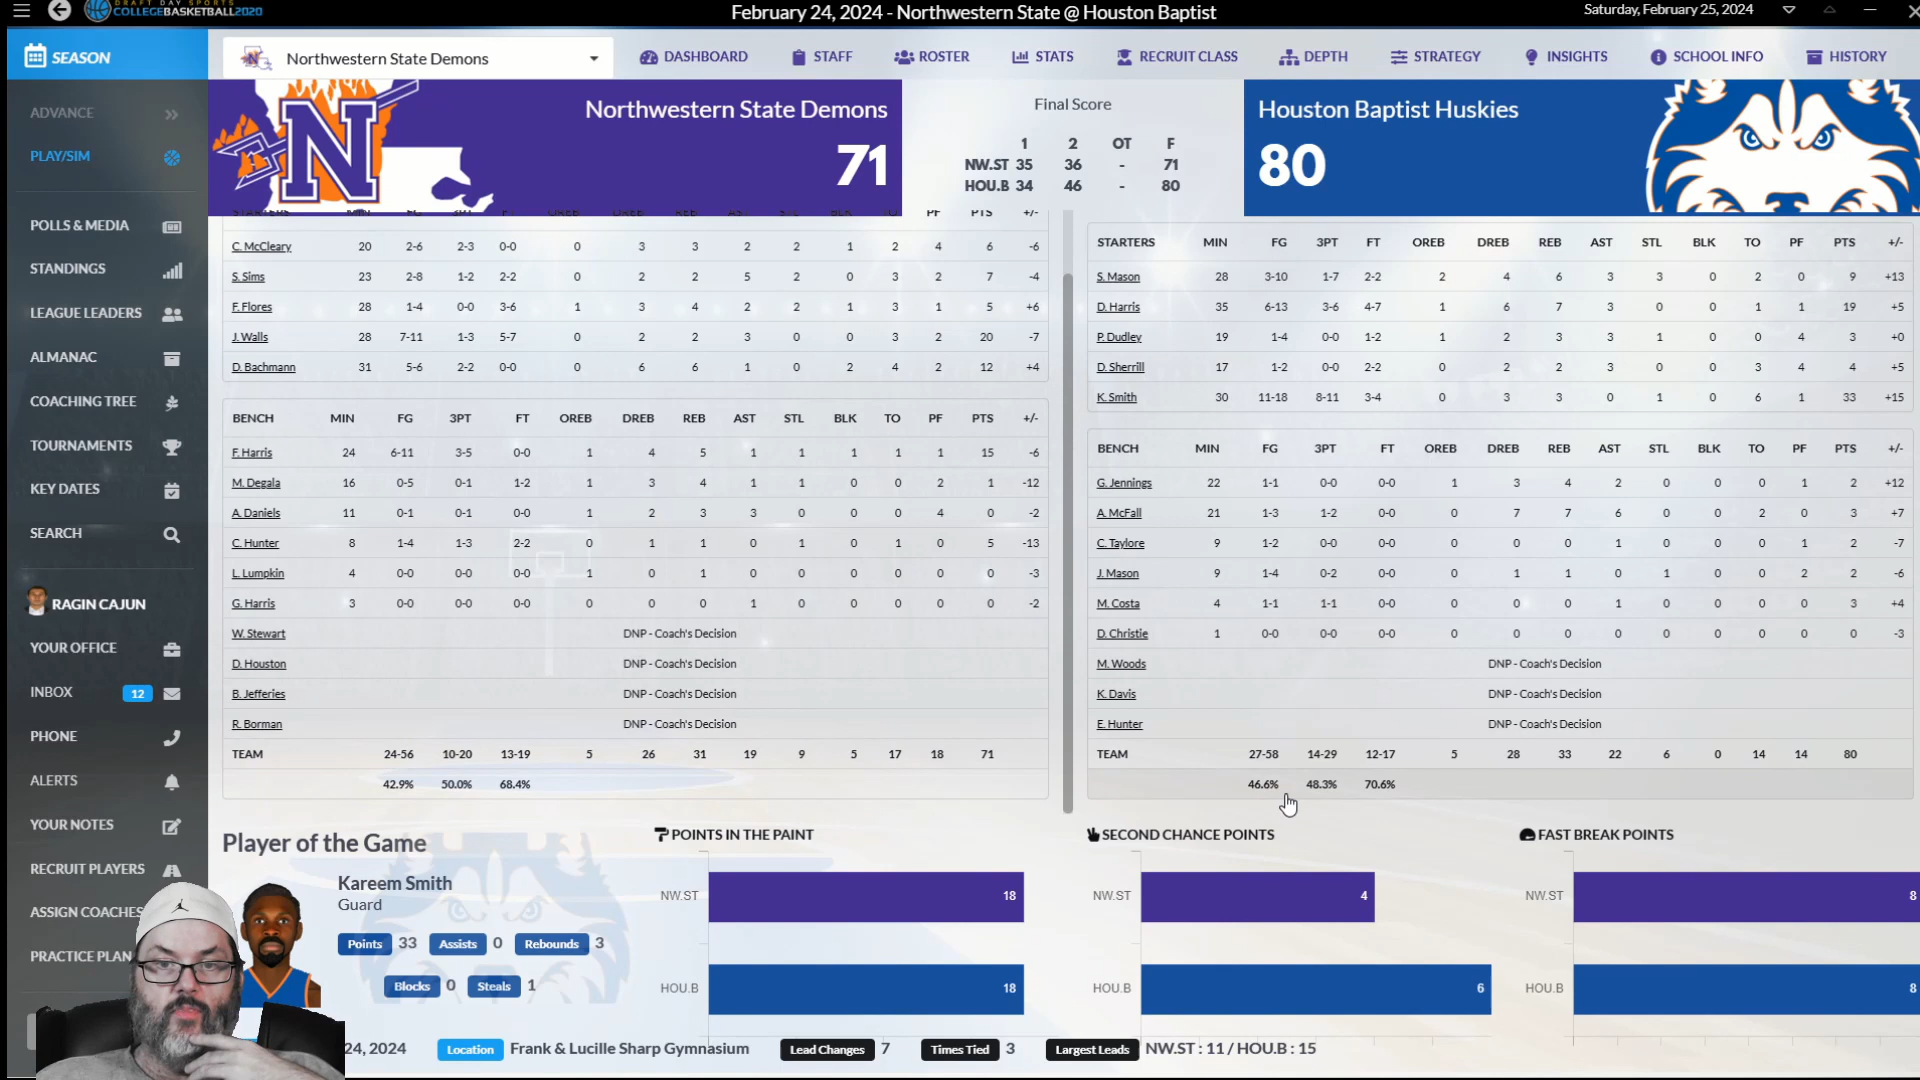 DRAFT DAY SPORTS
COLLEGEBASKETBALL2020
February 24, 2024 - Northwestern State @ Houston Baptist
Saturday, February 25, 2024
SEASON
Northwestern State Demons
DASHBOARD STAFF ROSTER STATS RECRUIT CLASS DEPTH STRATEGY INSIGHTS SCHOOL INFO HISTORY
ADVANCE
PLAY/SIM
POLLS & MEDIA
STANDINGS
LEAGUE LEADERS
ALMANAC
COACHING TREE
TOURNAMENTS
KEY DATES
SEARCH
RAGIN CAJUN
YOUR OFFICE
INBOX 12
PHONE
ALERTS
YOUR NOTES
RECRUIT PLAYERS
ASSIGN COACHES
PRACTICE PLAN
N
Northwestern State Demons
71
Final Score
1 2 OT F
NW.ST 35 36 - 71
HOU.B 34 46 - 80
Houston Baptist Huskies
80
STARTERS MIN FG 3PT FT OREB DREB REB AST STL BLK TO PF PTS +/-
C. McCleary 20 2-6 2-3 0-0 0 3 3 2 2 1 2 4 6 -6
S. Sims 23 2-8 1-2 2-2 0 2 2 5 2 0 3 2 7 -4
F. Flores 28 1-4 0-0 3-6 1 3 4 2 2 1 3 1 5 +6
J. Walls 28 7-11 1-3 5-7 0 2 2 3 0 0 3 2 20 -7
D. Bachmann 31 5-6 2-2 0-0 0 6 6 1 0 2 4 2 12 +4
BENCH MIN FG 3PT FT OREB DREB REB AST STL BLK TO PF PTS +/-
F. Harris 24 6-11 3-5 0-0 1 4 5 1 1 1 1 1 15 -6
M. Degala 16 0-5 0-1 1-2 1 3 4 1 1 0 0 2 1 -12
A. Daniels 11 0-1 0-1 0-0 1 2 3 3 0 0 0 4 0 -2
C. Hunter 8 1-4 1-3 2-2 0 1 1 0 1 0 1 0 5 -13
L. Lumpkin 4 0-0 0-0 0-0 1 0 1 0 0 0 0 0 0 -3
G. Harris 3 0-0 0-0 0-0 0 0 0 1 0 0 0 0 0 -2
W. Stewart DNP - Coach's Decision
D. Houston DNP - Coach's Decision
B. Jefferies DNP - Coach's Decision
R. Borman DNP - Coach's Decision
TEAM 24-56 10-20 13-19 5 26 31 19 9 5 17 18 71
42.9% 50.0% 68.4%
STARTERS MIN FG 3PT FT OREB DREB REB AST STL BLK TO PF PTS +/-
S. Mason 28 3-10 1-7 2-2 2 4 6 3 3 0 2 0 9 +13
D. Harris 35 6-13 3-6 4-7 1 6 7 3 0 0 1 1 19 +5
P. Dudley 19 1-4 0-0 1-2 1 2 3 3 1 0 0 4 3 +0
D. Sherrill 17 1-2 0-0 2-2 0 2 2 3 0 0 3 4 4 +5
K. Smith 30 11-18 8-11 3-4 0 3 3 0 1 0 6 1 33 +15
BENCH MIN FG 3PT FT OREB DREB REB AST STL BLK TO PF PTS +/-
G. Jennings 22 1-1 0-0 0-0 1 3 4 2 0 0 0 1 2 +12
A. McFall 21 1-3 1-2 0-0 0 7 7 6 0 0 2 0 3 +7
C. Taylore 9 1-2 0-0 0-0 0 0 0 1 0 0 0 1 2 -7
J. Mason 9 1-4 0-2 0-0 0 1 1 0 1 0 0 2 2 -6
M. Costa 4 1-1 1-1 0-0 0 0 0 1 0 0 0 0 3 +4
D. Christie 1 0-0 0-0 0-0 0 0 0 0 0 0 0 0 0 -3
M. Woods DNP - Coach's Decision
K. Davis DNP - Coach's Decision
E. Hunter DNP - Coach's Decision
TEAM 27-58 14-29 12-17 5 28 33 22 6 0 14 14 80
46.6% 48.3% 70.6%
Player of the Game
Kareem Smith
Guard
Points 33 Assists 0 Rebounds 3
Blocks 0 Steals 1
POINTS IN THE PAINT
NW.ST 18
HOU.B 18
SECOND CHANCE POINTS
NW.ST 4
HOU.B 6
FAST BREAK POINTS
NW.ST 8
HOU.B 8
24, 2024 Location Frank & Lucille Sharp Gymnasium Lead Changes 7 Times Tied 3 Largest Leads NW.ST : 11 / HOU.B : 15